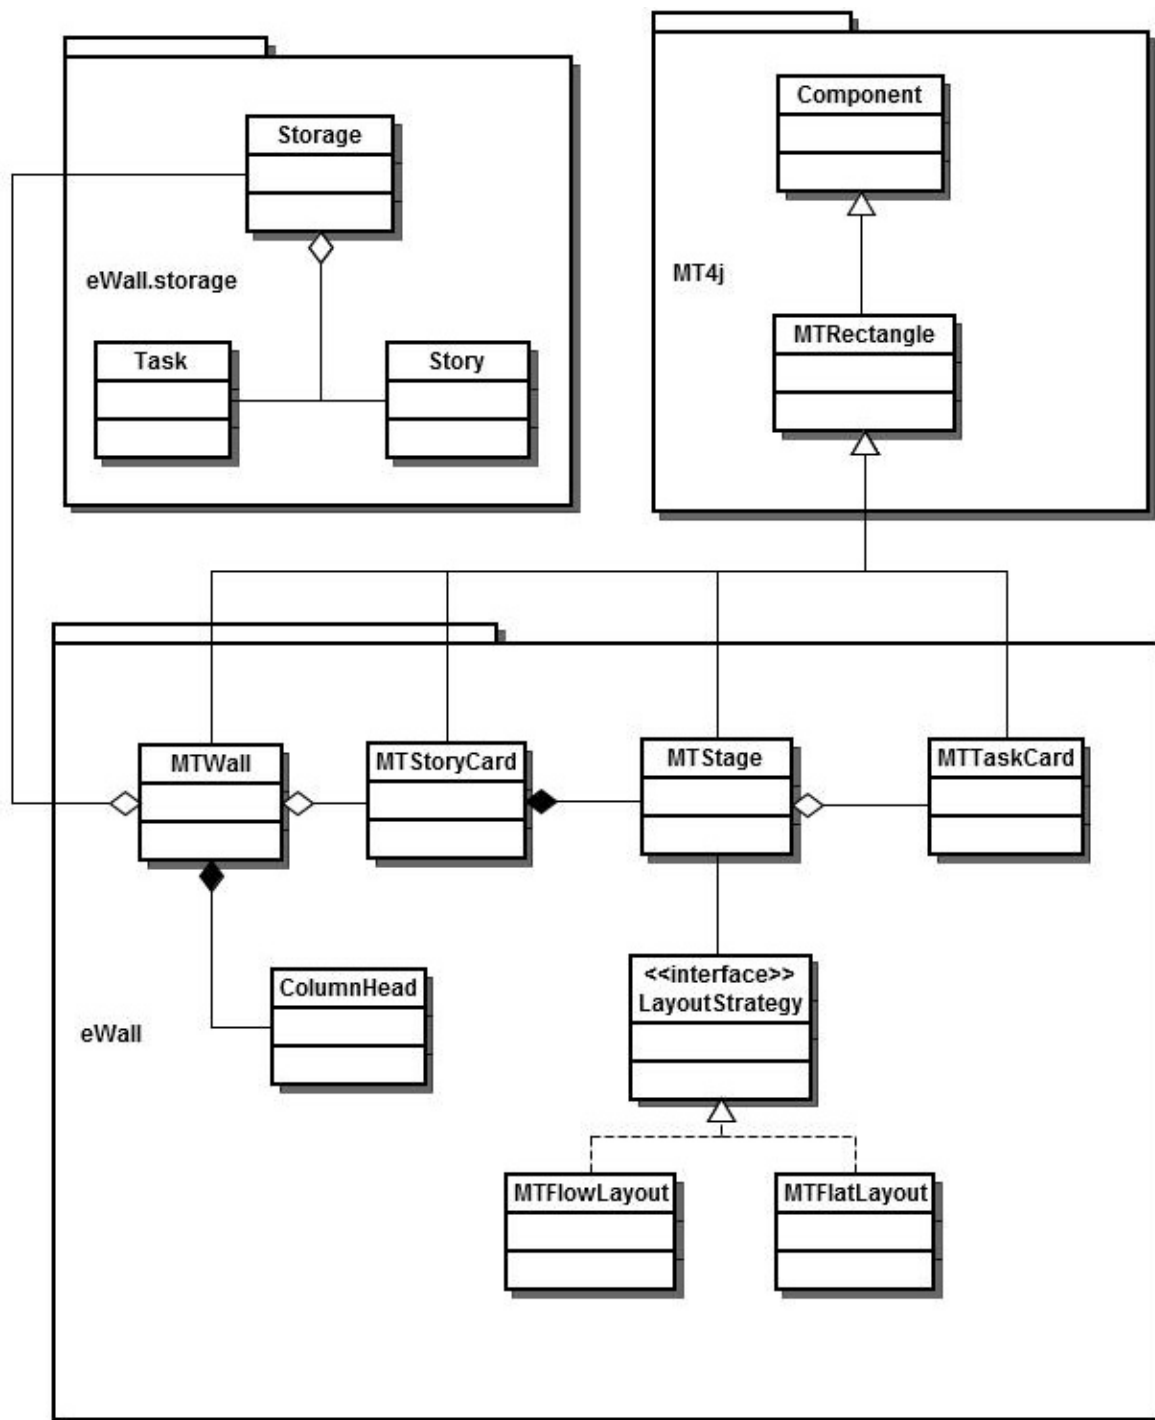 Component
Storage
eWall.storage
MT4j
MTRectangle
Task
Story
MTWall
MTStoryCard
MTStage
MTTaskCard
<<interface>>
LayoutStrategy
ColumnHead
eWall
MTFlowLayout
MTFlatLayout